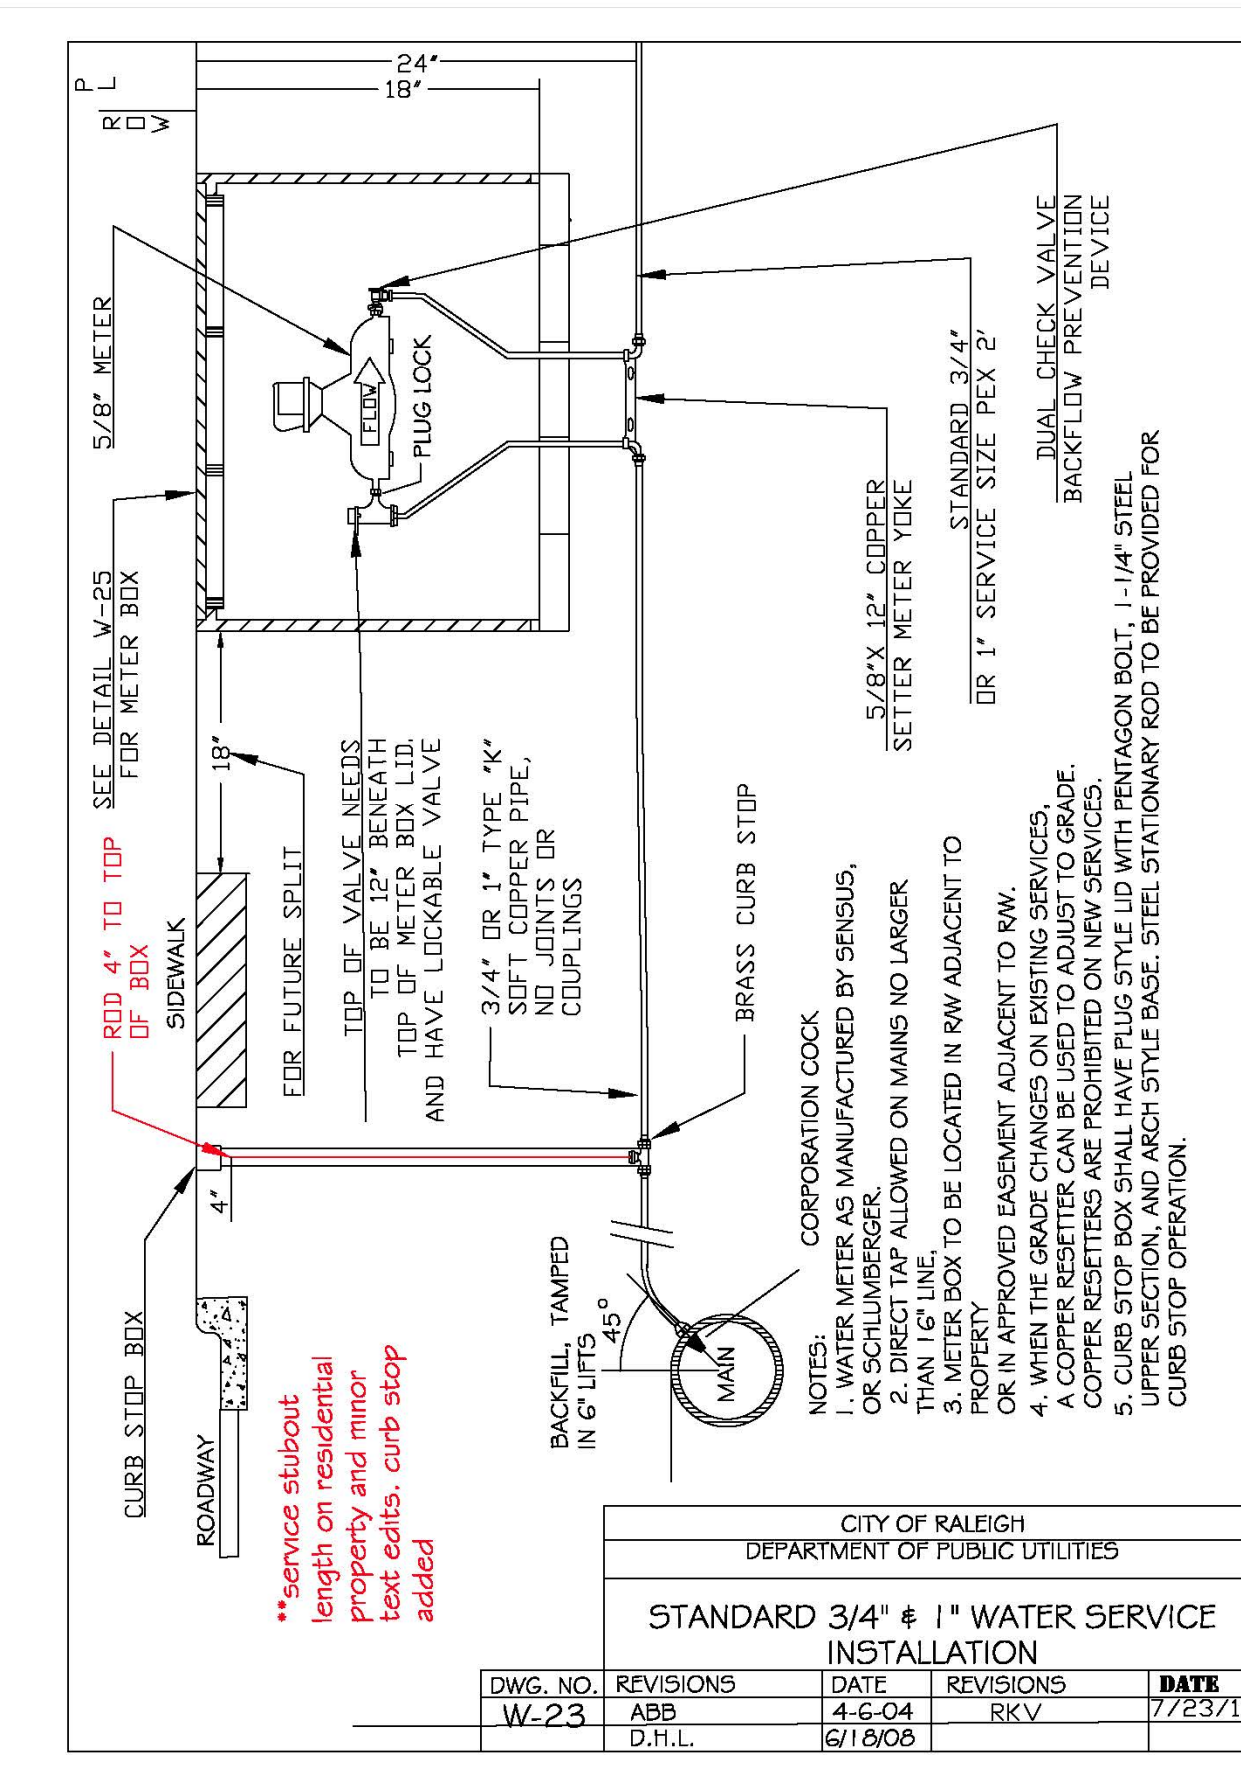 P
L
R
O
W
24"
18"
5/8" METER
SEE DETAIL W-25
FOR METER BOX
ROD 4" TO TOP
OF BOX
SIDEWALK
CURB STOP BOX
ROADWAY
4"
18"
FOR FUTURE SPLIT
FLOW
PLUG LOCK
TOP OF VALVE NEEDS
TO BE 12" BENEATH
TOP OF METER BOX LID.
AND HAVE LOCKABLE VALVE
3/4" OR 1" TYPE "K"
SOFT COPPER PIPE,
NO JOINTS OR
COUPLINGS
BRASS CURB STOP
5/8"X 12" COPPER
SETTER METER YOKE
STANDARD 3/4"
OR 1" SERVICE SIZE PEX 2'
DUAL CHECK VALVE
BACKFLOW PREVENTION
DEVICE
BACKFILL, TAMPED
IN 6" LIFTS
45°
MAIN
CORPORATION COCK
**service stubout
length on residential
property and minor
text edits. curb stop
added
NOTES:
1. WATER METER AS MANUFACTURED BY SENSUS,
OR SCHLUMBERGER.
2. DIRECT TAP ALLOWED ON MAINS NO LARGER
THAN 16" LINE.
3. METER BOX TO BE LOCATED IN R/W ADJACENT TO
PROPERTY
OR IN APPROVED EASEMENT ADJACENT TO R/W.
4. WHEN THE GRADE CHANGES ON EXISTING SERVICES,
A COPPER RESETTER CAN BE USED TO ADJUST TO GRADE.
COPPER RESETTERS ARE PROHIBITED ON NEW SERVICES.
5. CURB STOP BOX SHALL HAVE PLUG STYLE LID WITH PENTAGON BOLT, 1-1/4" STEEL
UPPER SECTION, AND ARCH STYLE BASE. STEEL STATIONARY ROD TO BE PROVIDED FOR
CURB STOP OPERATION.
CITY OF RALEIGH
DEPARTMENT OF PUBLIC UTILITIES
STANDARD 3/4" & 1" WATER SERVICE
INSTALLATION
DWG. NO. REVISIONS DATE REVISIONS DATE
W-23 ABB 4-6-04 RKV 7/23/1
D.H.L. 6/18/08